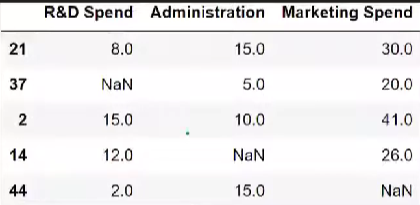 R&D Spend Administration Marketing Spend
21 8.0 15.0 30.0
37 NaN 5.0 20.0
2 15.0 10.0 41.0
14 12.0 NaN 26.0
44 2.0 15.0 NaN